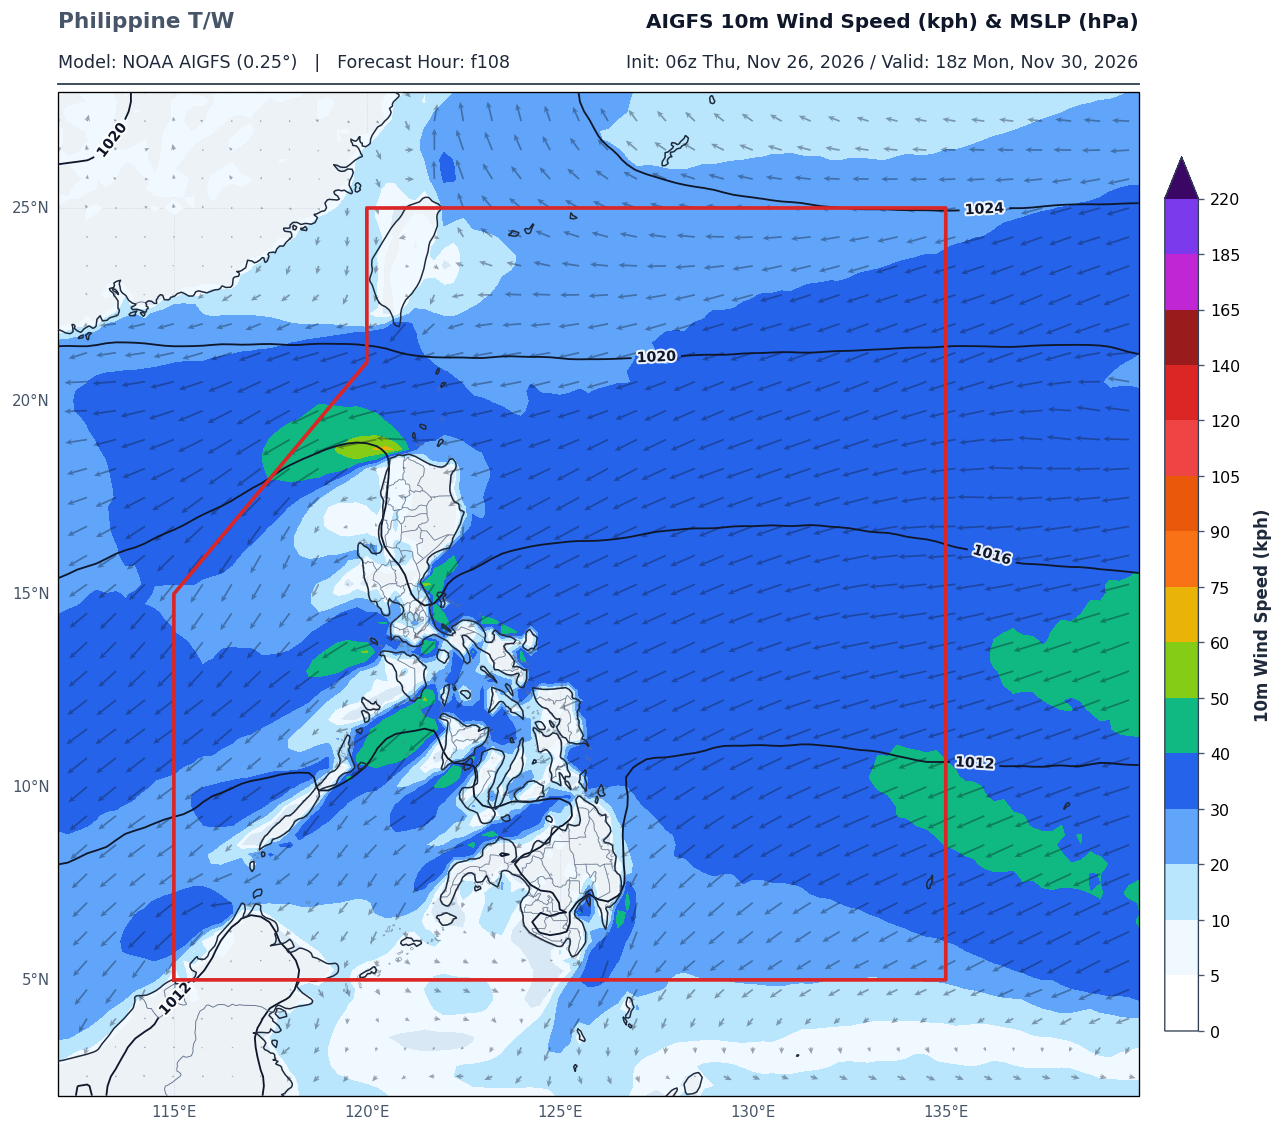 Philippine T/W
AIGFS 10m Wind Speed (kph) & MSLP (hPa)
Model: NOAA AIGFS (0.25°)   |   Forecast Hour: f108
Init: 06z Thu, Nov 26, 2026 / Valid: 18z Mon, Nov 30, 2026
1020
1024
1020
1016
1012
1012
25°N
20°N
15°N
10°N
5°N
115°E
120°E
125°E
130°E
135°E
220
185
165
140
120
105
90
75
60
50
40
30
20
10
5
0
10m Wind Speed (kph)